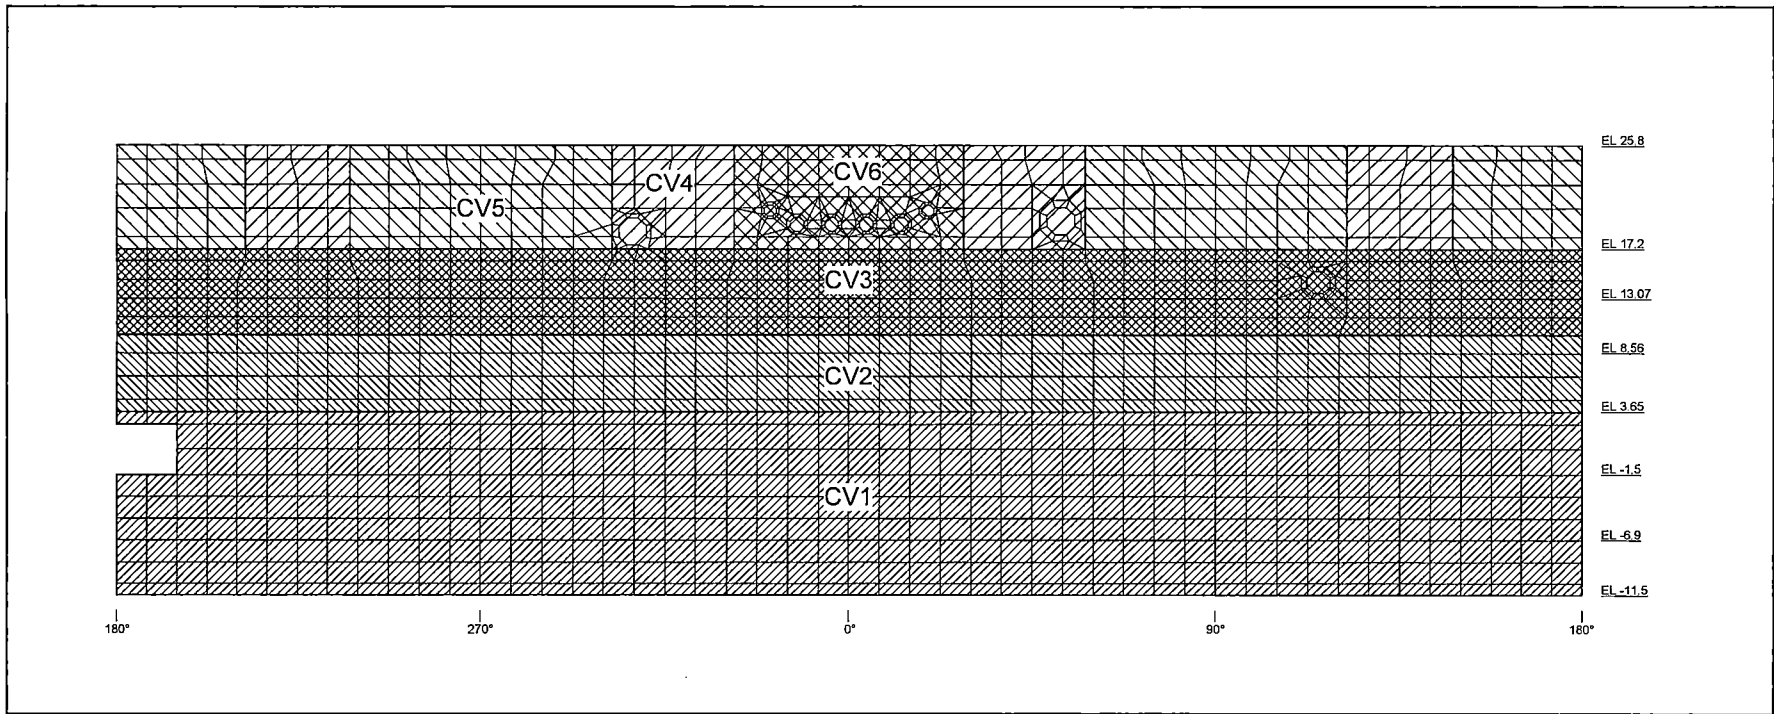 EL 25.8
CV6
CV4
CV5
EL 17.2
CV3
EL 13.07
EL 8.56
CV2
EL 3.65
EL -1.5
CV1
EL -6.9
EL -11.5
180° 270° 0° 90° 180°